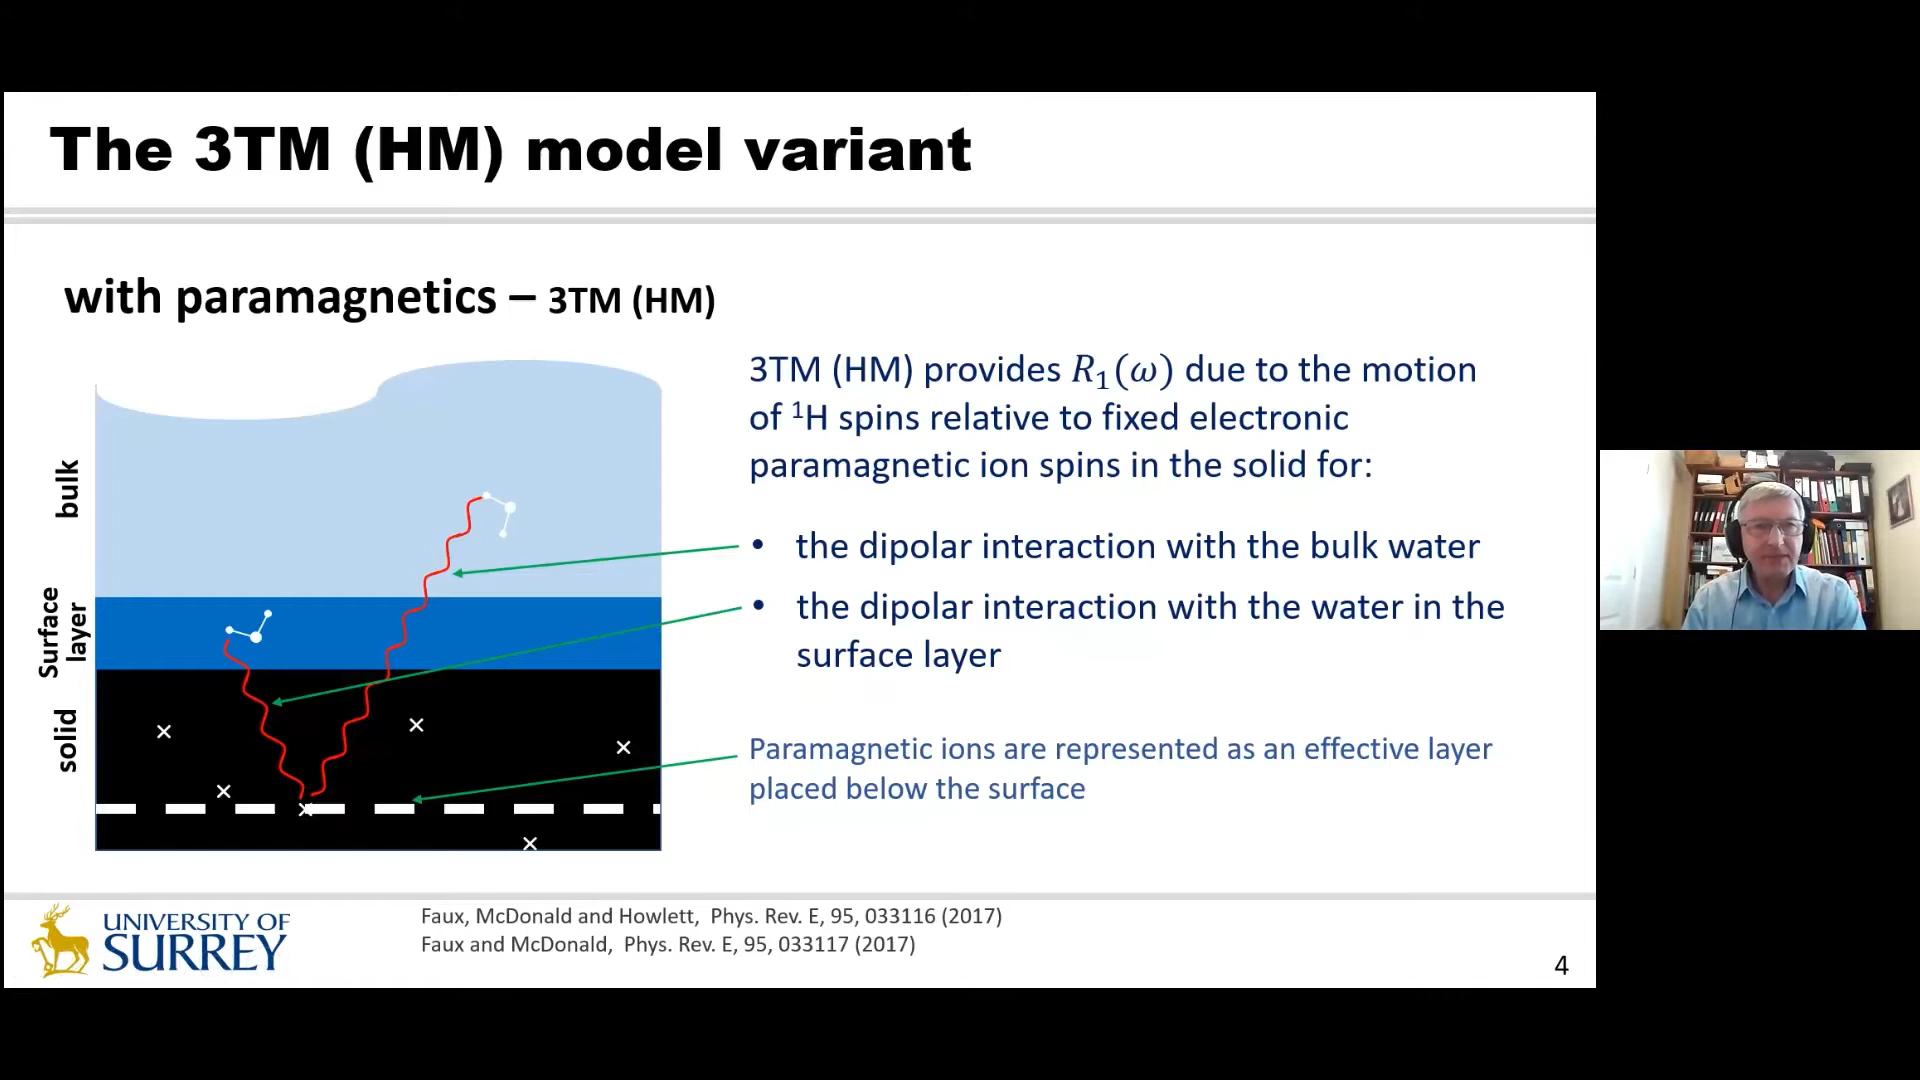 The 3TM (HM) model variant
with paramagnetics – 3TM (HM)
bulk
Surface
layer
solid
3TM (HM) provides R₁(ω) due to the motion
of ¹H spins relative to fixed electronic
paramagnetic ion spins in the solid for:
• the dipolar interaction with the bulk water
• the dipolar interaction with the water in the
surface layer
Paramagnetic ions are represented as an effective layer
placed below the surface
UNIVERSITY OF
SURREY
Faux, McDonald and Howlett, Phys. Rev. E, 95, 033116 (2017)
Faux and McDonald, Phys. Rev. E, 95, 033117 (2017)
4